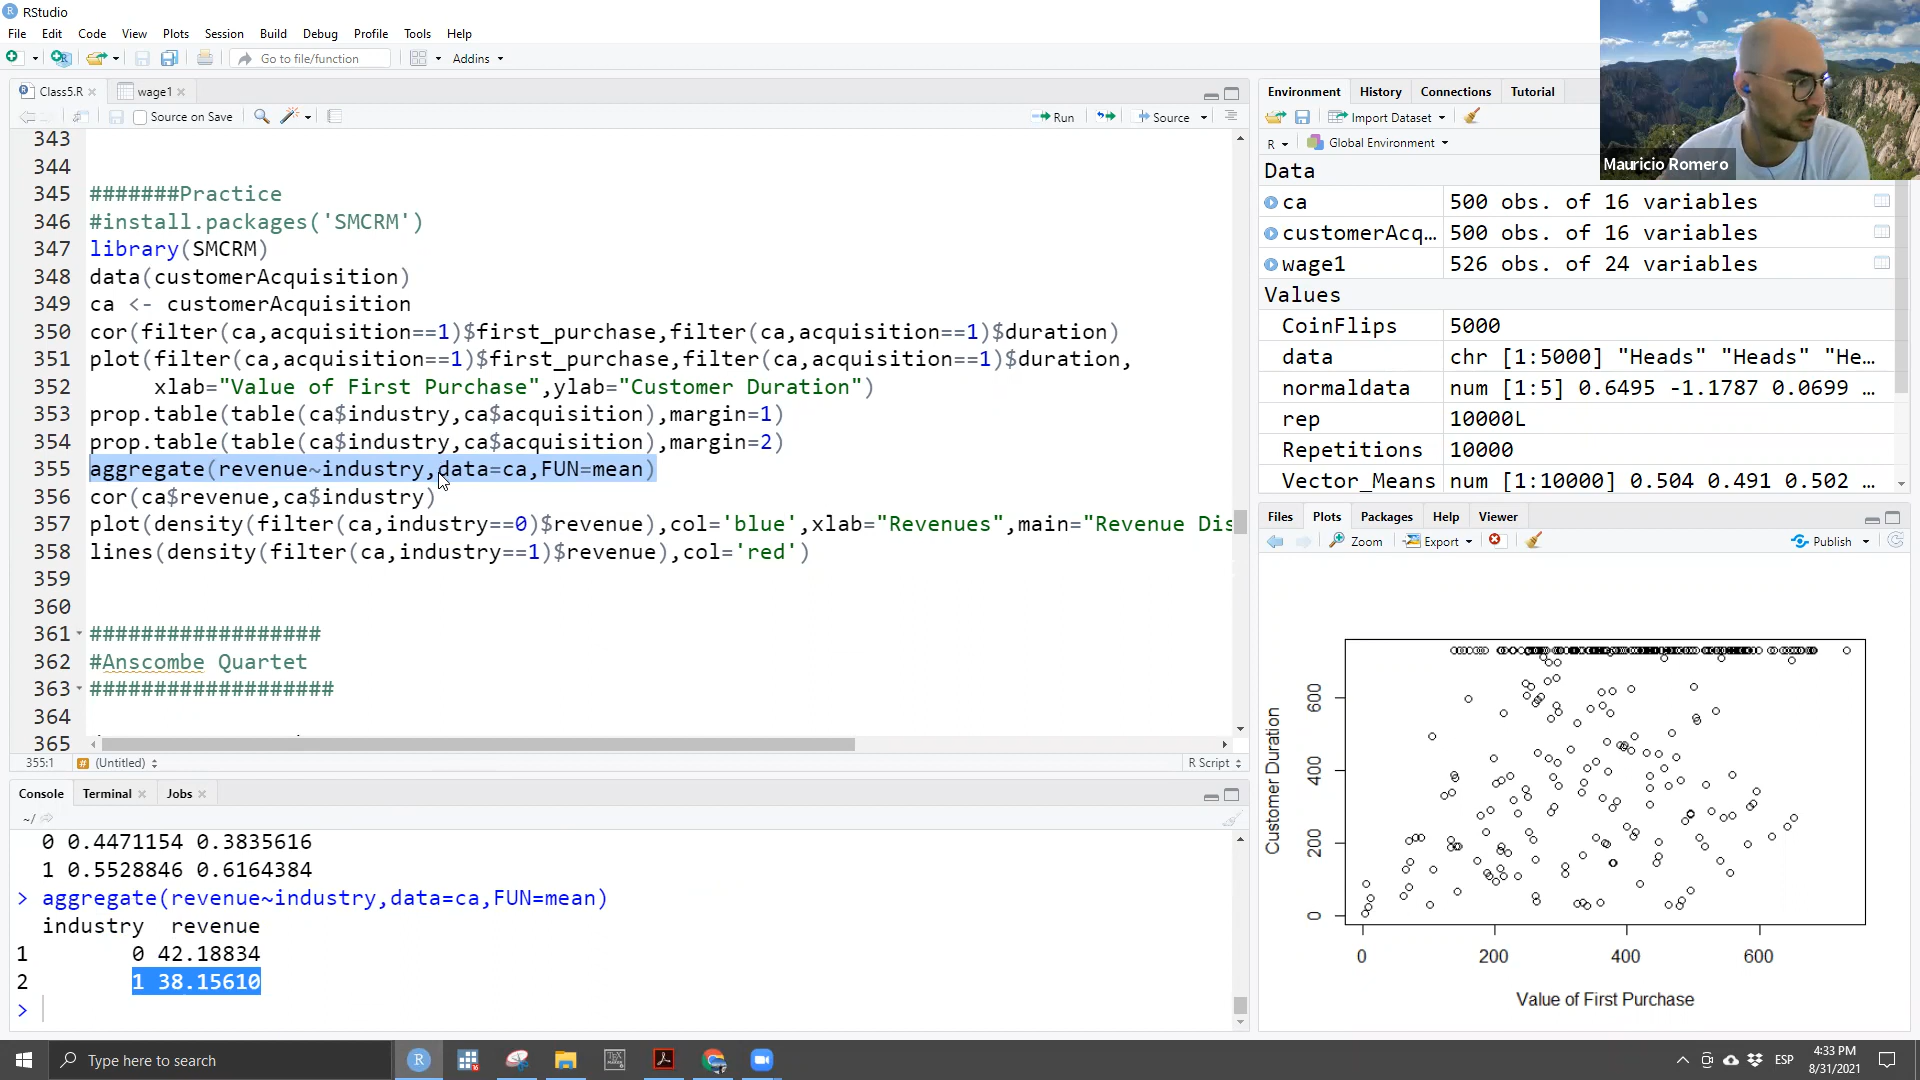 RStudio
File Edit Code View Plots Session Build Debug Profile Tools Help
Go to file/function Addins
Class5.R wage1
Source on Save Run Source
343
344
345 #######Practice
346 #install.packages('SMCRM')
347 library(SMCRM)
348 data(customerAcquisition)
349 ca <- customerAcquisition
350 cor(filter(ca,acquisition==1)$first_purchase,filter(ca,acquisition==1)$duration)
351 plot(filter(ca,acquisition==1)$first_purchase,filter(ca,acquisition==1)$duration,
352 xlab="Value of First Purchase",ylab="Customer Duration")
353 prop.table(table(ca$industry,ca$acquisition),margin=1)
354 prop.table(table(ca$industry,ca$acquisition),margin=2)
355 aggregate(revenue~industry,data=ca,FUN=mean)
356 cor(ca$revenue,ca$industry)
357 plot(density(filter(ca,industry==0)$revenue),col='blue',xlab="Revenues",main="Revenue Dis
358 lines(density(filter(ca,industry==1)$revenue),col='red')
359
360
361 ##################
362 #Anscombe Quartet
363 ###################
364
365
355:1 (Untitled) R Script
Console Terminal Jobs
~/
0 0.4471154 0.3835616
1 0.5528846 0.6164384
> aggregate(revenue~industry,data=ca,FUN=mean)
industry revenue
1 0 42.18834
2 1 38.15610
>
Environment History Connections Tutorial
Import Dataset
R Global Environment
Data
ca 500 obs. of 16 variables
customerAcq… 500 obs. of 16 variables
wage1 526 obs. of 24 variables
Values
CoinFlips 5000
data chr [1:5000] "Heads" "Heads" "He…
normaldata num [1:5] 0.6495 -1.1787 0.0699 …
rep 10000L
Repetitions 10000
Vector_Means num [1:10000] 0.504 0.491 0.502 …
Mauricio Romero
Files Plots Packages Help Viewer
Zoom Export Publish
Customer Duration
600
400
200
0
0 200 400 600
Value of First Purchase
Type here to search
ESP
4:33 PM
8/31/2021